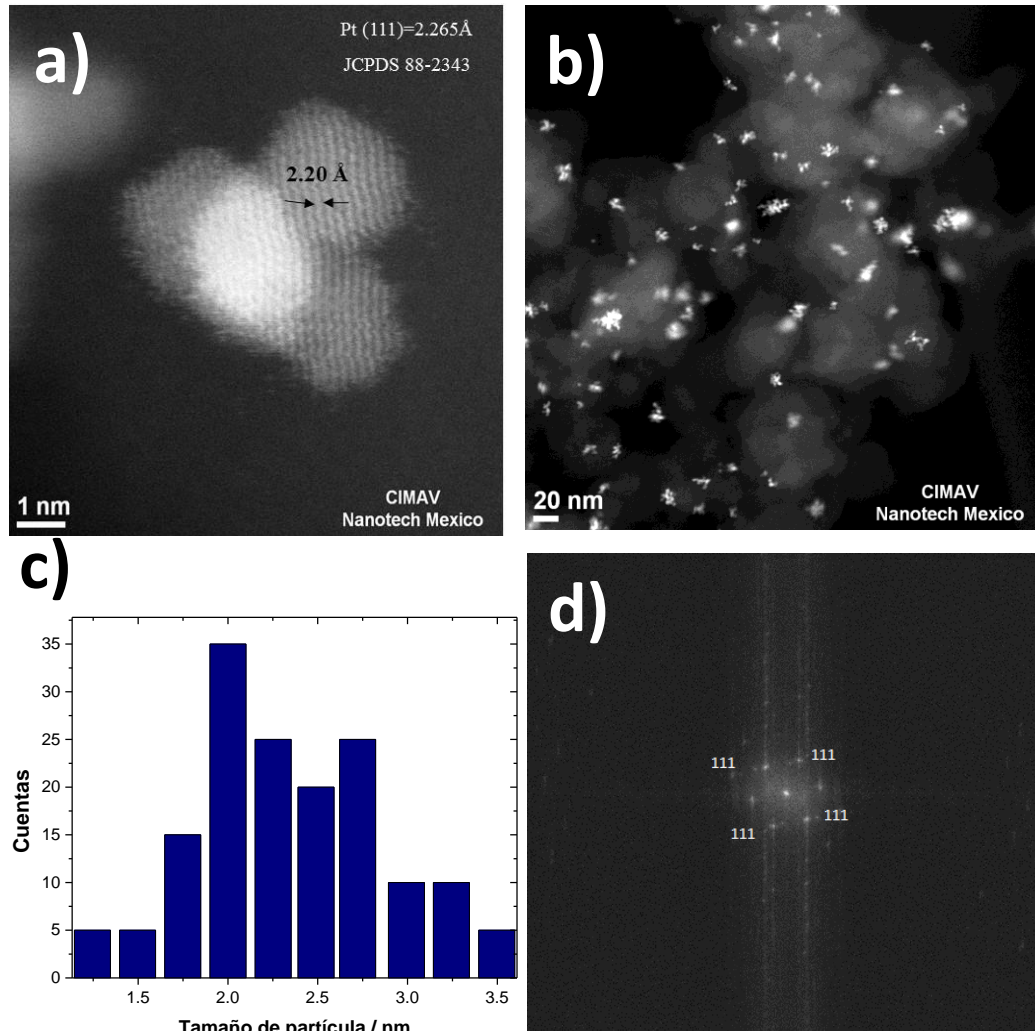 a)
Pt (111)=2.265Å
JCPDS 88-2343
2.20 Å
1 nm
CIMAV
Nanotech Mexico
b)
20 nm
CIMAV
Nanotech Mexico
c)
35
30
25
20
15
10
5
0
Cuentas
1.5 2.0 2.5 3.0 3.5
Tamaño de partícula / nm
d)
111 111
111 111